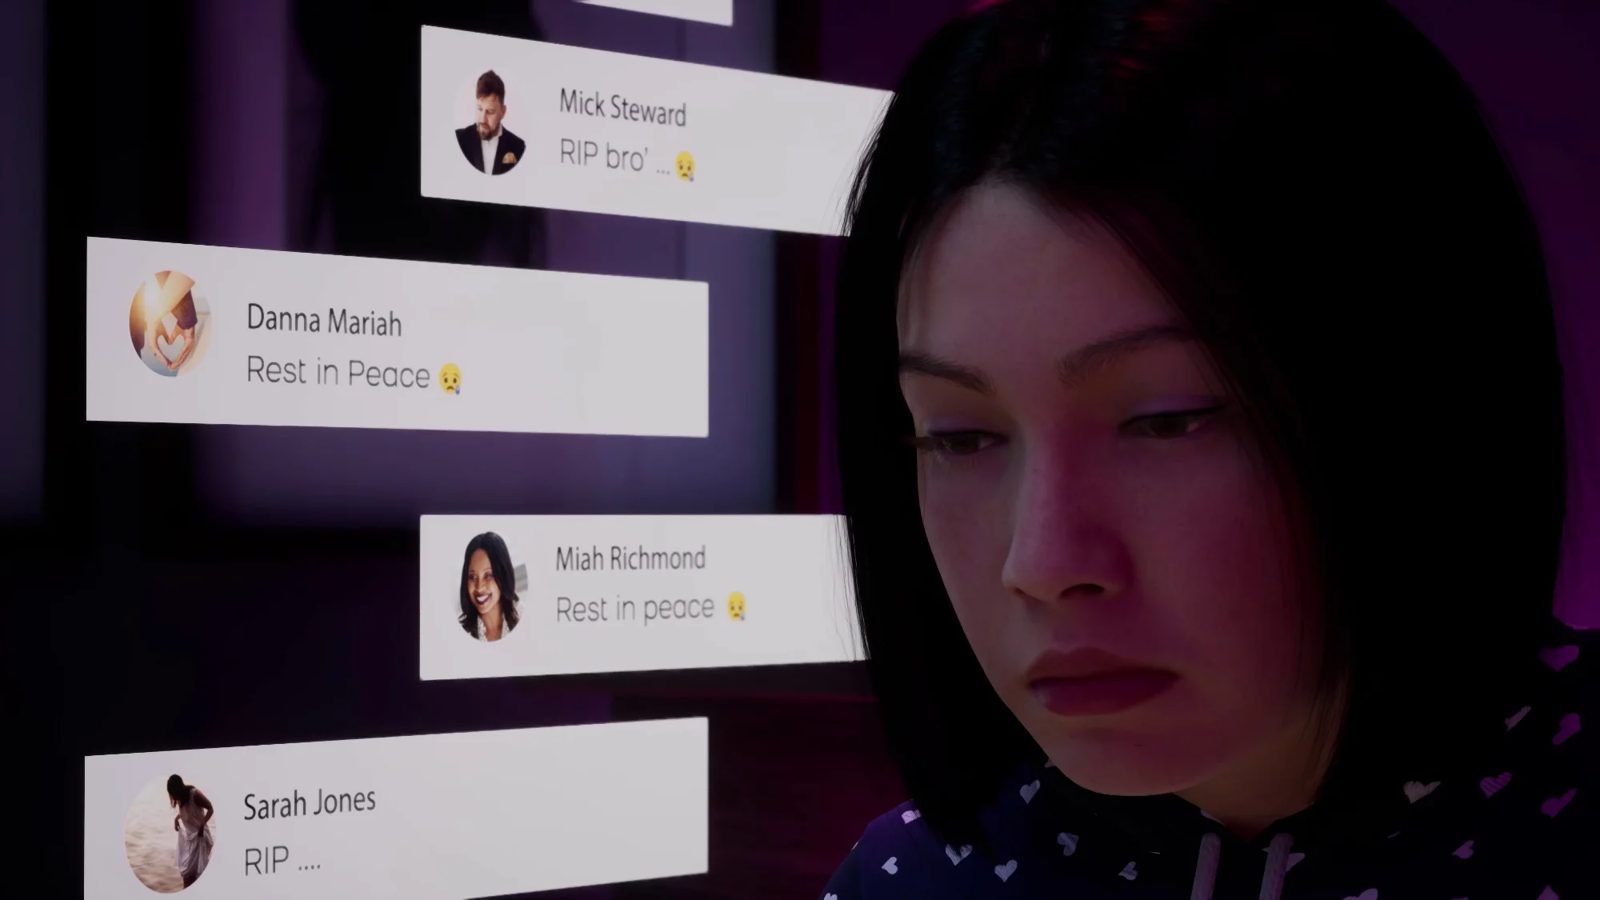 Mick Steward
RIP bro' ...😢
Danna Mariah
Rest in Peace 😢
Miah Richmond
Rest in peace 😢
Sarah Jones
RIP ....